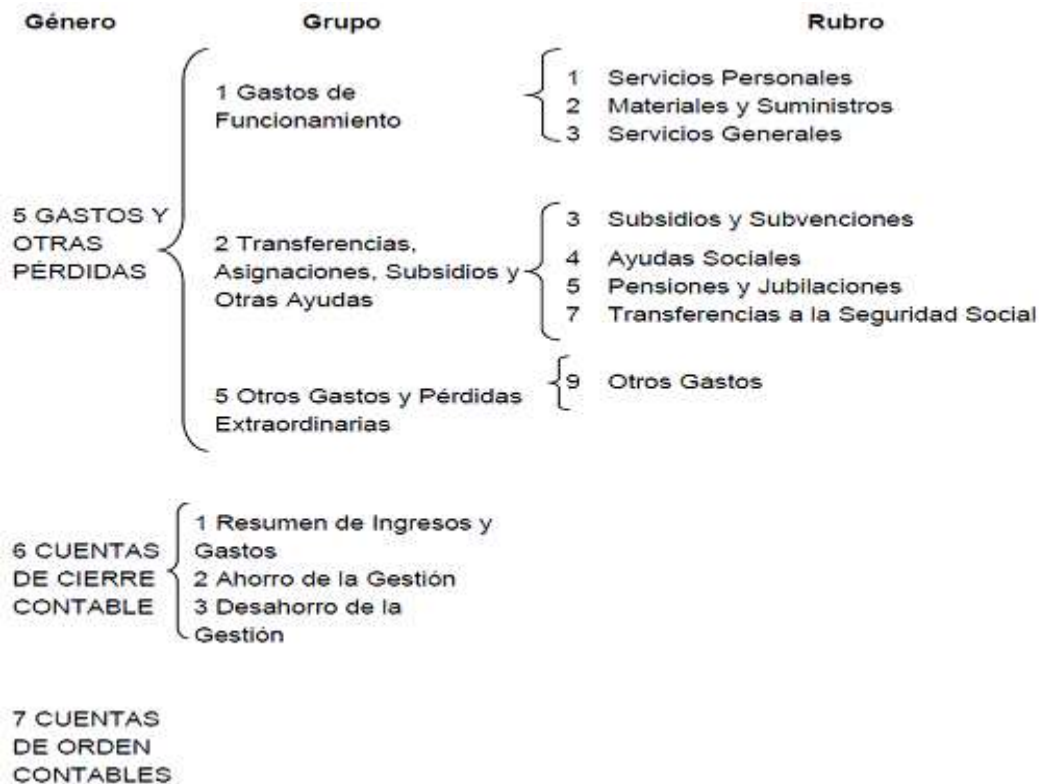 Género Grupo Rubro
1 Gastos de
Funcionamiento
1 Servicios Personales
2 Materiales y Suministros
3 Servicios Generales
5 GASTOS Y
OTRAS
PÉRDIDAS
2 Transferencias,
Asignaciones, Subsidios y
Otras Ayudas
3 Subsidios y Subvenciones
4 Ayudas Sociales
5 Pensiones y Jubilaciones
7 Transferencias a la Seguridad Social
5 Otros Gastos y Pérdidas
Extraordinarias
9 Otros Gastos
6 CUENTAS
DE CIERRE
CONTABLE
1 Resumen de Ingresos y
Gastos
2 Ahorro de la Gestión
3 Desahorro de la
Gestión
7 CUENTAS
DE ORDEN
CONTABLES